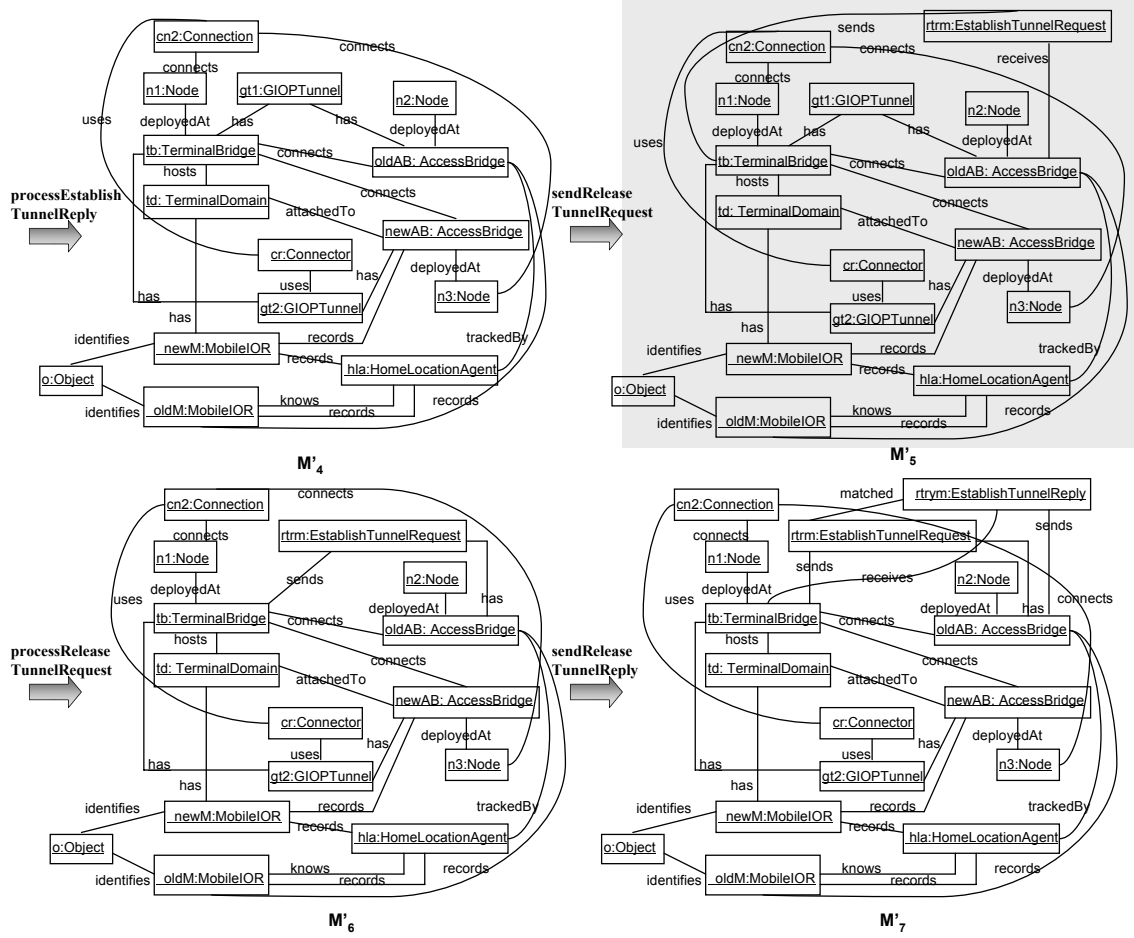 processEstablish
TunnelReply
cn2:Connection
connects
connects
n1:Node
gt1:GIOPTunnel
n2:Node
uses
deployedAt
has
has
deployedAt
tb:TerminalBridge
connects
oldAB: AccessBridge
hosts
connects
td: TerminalDomain
attachedTo
newAB: AccessBridge
cr:Connector
has
deployedAt
uses
n3:Node
has
gt2:GIOPTunnel
has
identifies
records
trackedBy
newM:MobileIOR
records
o:Object
hla:HomeLocationAgent
knows
identifies
oldM:MobileIOR
records
records
M'4
sendRelease
TunnelRequest
sends
rtrm:EstablishTunnelRequest
cn2:Connection
connects
receives
connects
n1:Node
gt1:GIOPTunnel
n2:Node
uses
deployedAt
has
has
deployedAt
tb:TerminalBridge
connects
oldAB: AccessBridge
hosts
connects
td: TerminalDomain
attachedTo
newAB: AccessBridge
cr:Connector
has
deployedAt
uses
n3:Node
has
gt2:GIOPTunnel
has
identifies
records
trackedBy
newM:MobileIOR
records
o:Object
hla:HomeLocationAgent
knows
identifies
oldM:MobileIOR
records
records
M'5
processRelease
TunnelRequest
cn2:Connection
connects
connects
rtrm:EstablishTunnelRequest
n1:Node
sends
n2:Node
uses
deployedAt
has
deployedAt
tb:TerminalBridge
connects
oldAB: AccessBridge
hosts
connects
td: TerminalDomain
attachedTo
newAB: AccessBridge
cr:Connector
has
deployedAt
uses
n3:Node
has
gt2:GIOPTunnel
has
identifies
records
trackedBy
newM:MobileIOR
records
o:Object
hla:HomeLocationAgent
knows
identifies
oldM:MobileIOR
records
records
M'6
sendRelease
TunnelReply
matched
rtrym:EstablishTunnelReply
cn2:Connection
sends
connects
rtrm:EstablishTunnelRequest
n1:Node
sends
receives
n2:Node
uses
deployedAt
has
connects
deployedAt
tb:TerminalBridge
connects
oldAB: AccessBridge
hosts
connects
td: TerminalDomain
attachedTo
newAB: AccessBridge
cr:Connector
has
deployedAt
uses
n3:Node
has
gt2:GIOPTunnel
has
identifies
records
trackedBy
newM:MobileIOR
records
o:Object
hla:HomeLocationAgent
knows
identifies
oldM:MobileIOR
records
records
M'7